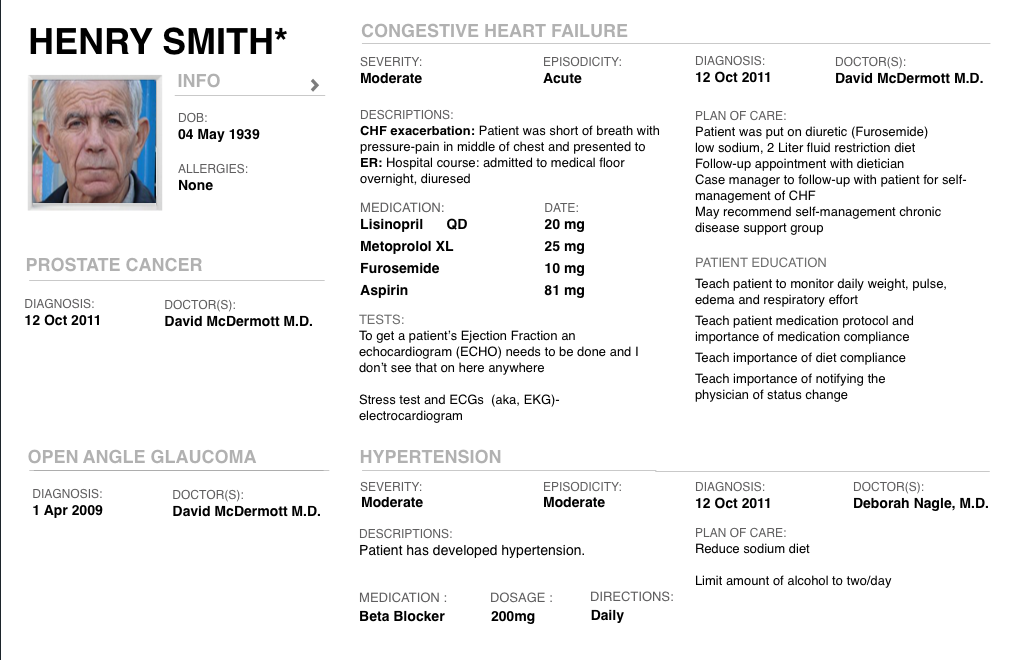 HENRY SMITH*
INFO
DOB:
04 May 1939
ALLERGIES:
None
PROSTATE CANCER
DIAGNOSIS: DOCTOR(S):
12 Oct 2011 David McDermott M.D.
OPEN ANGLE GLAUCOMA
DIAGNOSIS: DOCTOR(S):
1 Apr 2009 David McDermott M.D.
CONGESTIVE HEART FAILURE
SEVERITY: EPISODICITY: DIAGNOSIS: DOCTOR(S):
Moderate Acute 12 Oct 2011 David McDermott M.D.
DESCRIPTIONS:
CHF exacerbation: Patient was short of breath with
pressure-pain in middle of chest and presented to
ER: Hospital course: admitted to medical floor
overnight, diuresed
MEDICATION: DATE:
Lisinopril QD 20 mg
Metoprolol XL 25 mg
Furosemide 10 mg
Aspirin 81 mg
TESTS:
To get a patient's Ejection Fraction an
echocardiogram (ECHO) needs to be done and I
don't see that on here anywhere
Stress test and ECGs (aka, EKG)-
electrocardiogram
PLAN OF CARE:
Patient was put on diuretic (Furosemide)
low sodium, 2 Liter fluid restriction diet
Follow-up appointment with dietician
Case manager to follow-up with patient for self-
management of CHF
May recommend self-management chronic
disease support group
PATIENT EDUCATION
Teach patient to monitor daily weight, pulse,
edema and respiratory effort
Teach patient medication protocol and
importance of medication compliance
Teach importance of diet compliance
Teach importance of notifying the
physician of status change
HYPERTENSION
SEVERITY: EPISODICITY: DIAGNOSIS: DOCTOR(S):
Moderate Moderate 12 Oct 2011 Deborah Nagle, M.D.
DESCRIPTIONS:
Patient has developed hypertension.
MEDICATION : DOSAGE : DIRECTIONS:
Beta Blocker 200mg Daily
PLAN OF CARE:
Reduce sodium diet
Limit amount of alcohol to two/day